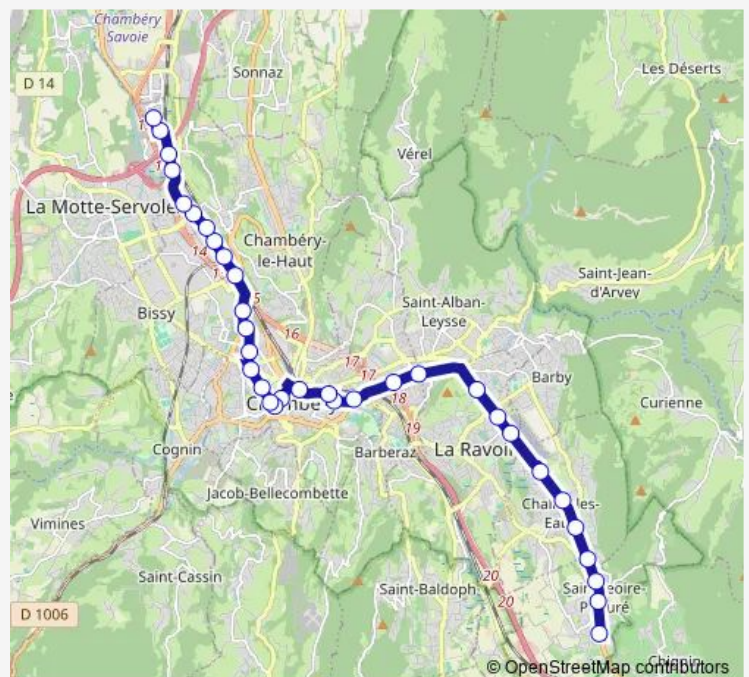 Chambéry
Savoie
Sonnaz
Les Déserts
D 14
Vérel
La Motte-Servole
Chambéry-
le-Haut
14
Saint-Jean-
d'Arvey
5
Bissy
16
Saint-Alban-
Leysse
17
17
Barby
18
Curienne
19
Cognin
Barberaz
La Ravoi
Jacob-Bellecombette
Vimines
Saint-Cassin
Saint-Baldoph
20
20
D 1006
© OpenStreetMap contributors